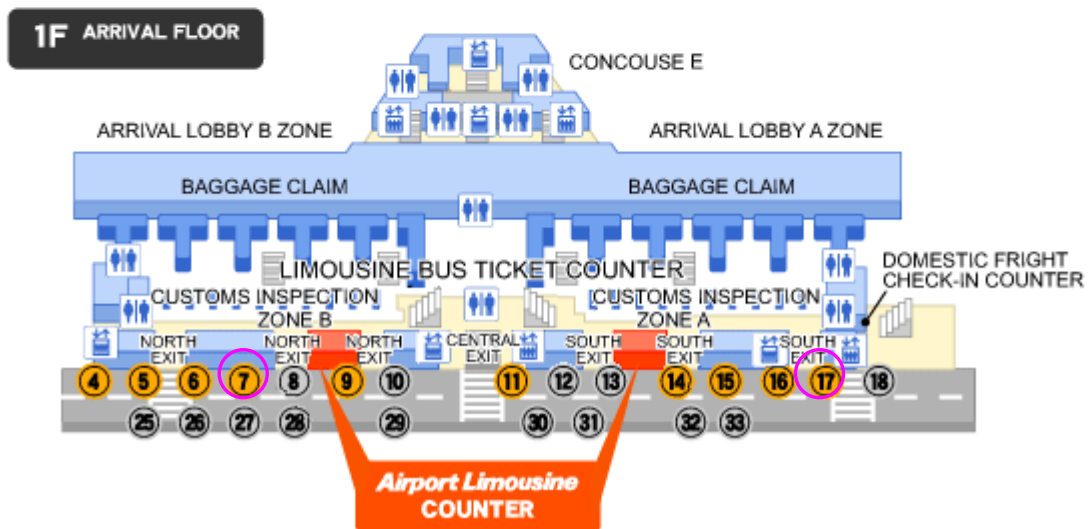 1F ARRIVAL FLOOR
CONCOUSE E
ARRIVAL LOBBY B ZONE
ARRIVAL LOBBY A ZONE
BAGGAGE CLAIM
BAGGAGE CLAIM
LIMOUSINE BUS TICKET COUNTER
DOMESTIC FRIGHT
CHECK-IN COUNTER
CUSTOMS INSPECTION
ZONE B
CUSTOMS INSPECTION
ZONE A
NORTH
EXIT
NORTH
EXIT
NORTH
EXIT
CENTRAL
EXIT
SOUTH
EXIT
SOUTH
EXIT
SOUTH
EXIT
4 5 6 7 8 9 10 11 12 13 14 15 16 17 18
25 26 27 28 29 30 31 32 33
Airport Limousine
COUNTER